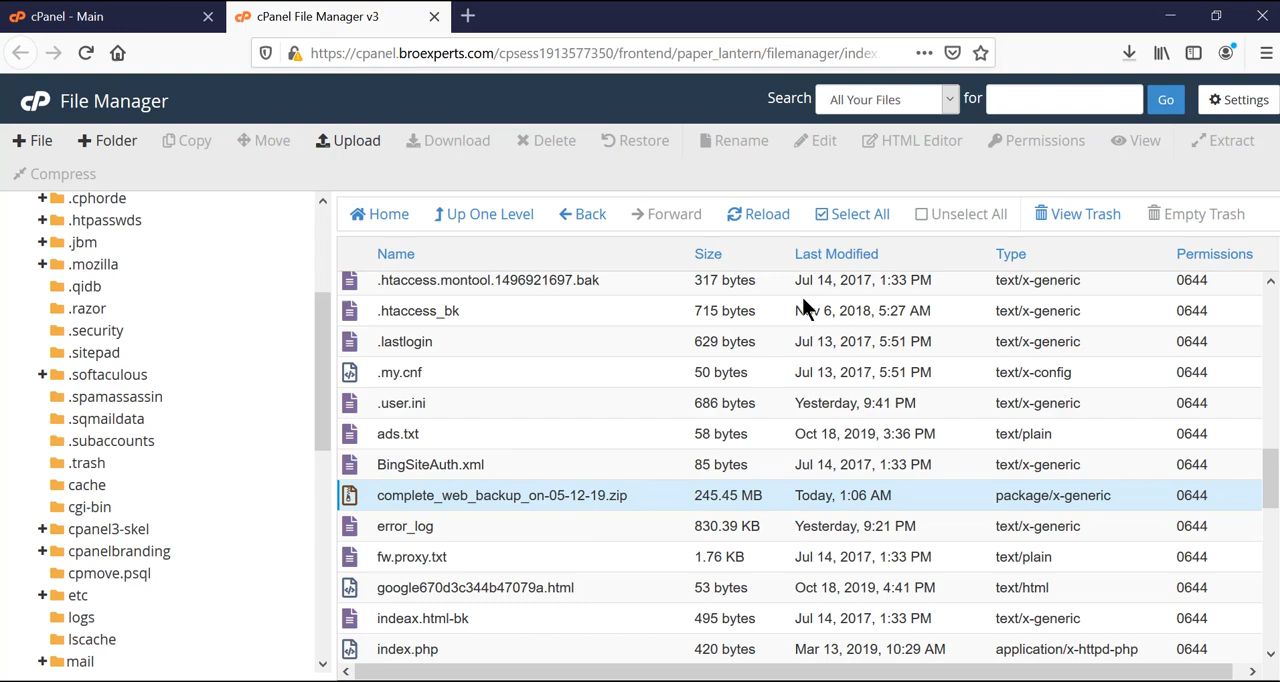 cPanel - Main
cPanel File Manager v3
https://cpanel.broexperts.com/cpsess1913577350/frontend/paper_lantern/filemanager/index
cP File Manager
Search All Your Files for Go Settings
File Folder Copy Move Upload Download Delete Restore Rename Edit HTML Editor Permissions View Extract
Compress
.cphorde
.htpasswds
.jbm
.mozilla
.qidb
.razor
.security
.sitepad
.softaculous
.spamassassin
.sqmaildata
.subaccounts
.trash
cache
cgi-bin
cpanel3-skel
cpanelbranding
cpmove.psql
etc
logs
lscache
mail
Home Up One Level Back Forward Reload Select All Unselect All View Trash Empty Trash
Name Size Last Modified Type Permissions
.htaccess.montool.1496921697.bak 317 bytes Jul 14, 2017, 1:33 PM text/x-generic 0644
.htaccess_bk 715 bytes 6, 2018, 5:27 AM text/x-generic 0644
.lastlogin 629 bytes Jul 13, 2017, 5:51 PM text/x-generic 0644
.my.cnf 50 bytes Jul 13, 2017, 5:51 PM text/x-config 0644
.user.ini 686 bytes Yesterday, 9:41 PM text/x-generic 0644
ads.txt 58 bytes Oct 18, 2019, 3:36 PM text/plain 0644
BingSiteAuth.xml 85 bytes Jul 14, 2017, 1:33 PM text/x-generic 0644
complete_web_backup_on-05-12-19.zip 245.45 MB Today, 1:06 AM package/x-generic 0644
error_log 830.39 KB Yesterday, 9:21 PM text/x-generic 0644
fw.proxy.txt 1.76 KB Jul 14, 2017, 1:33 PM text/plain 0644
google670d3c344b47079a.html 53 bytes Oct 18, 2019, 4:41 PM text/html 0644
indeax.html-bk 495 bytes Jul 14, 2017, 1:33 PM text/x-generic 0644
index.php 420 bytes Mar 13, 2019, 10:29 AM application/x-httpd-php 0644